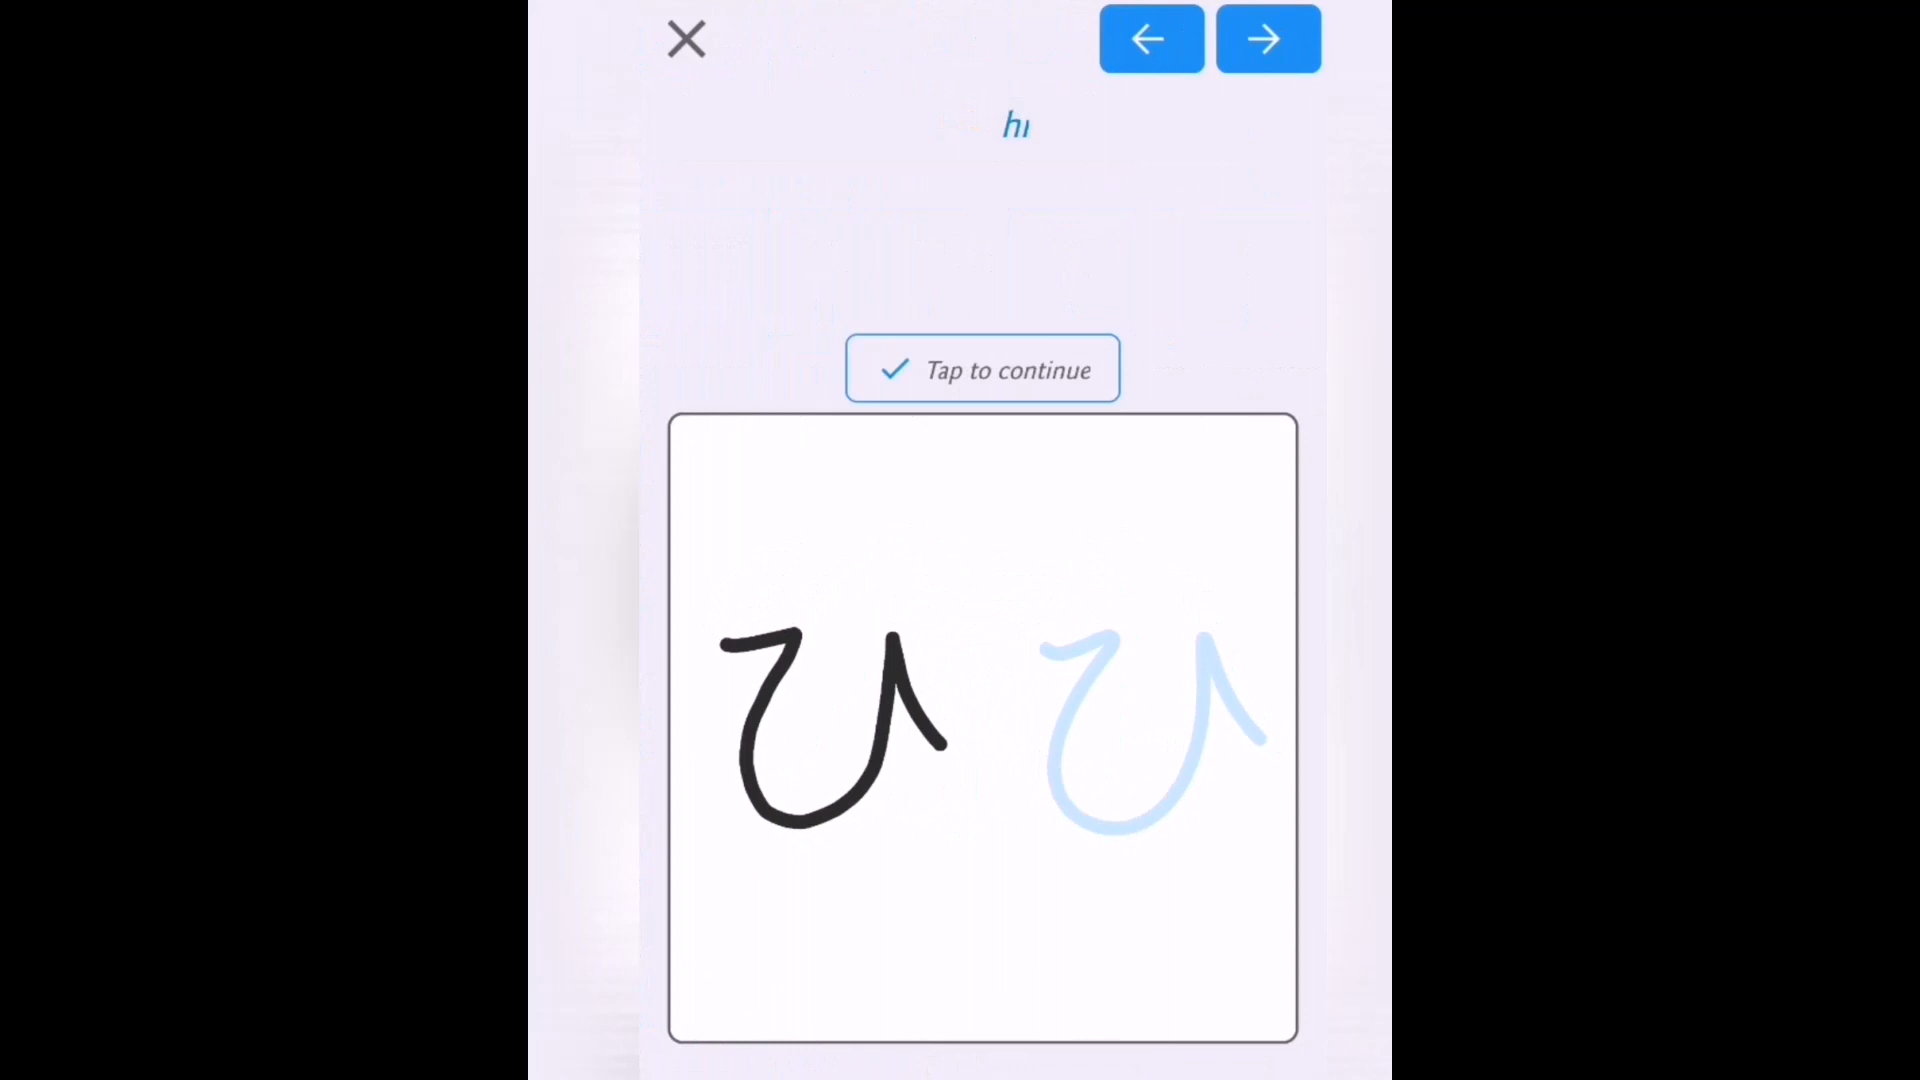 hi
Tap to continue
ひ ひ